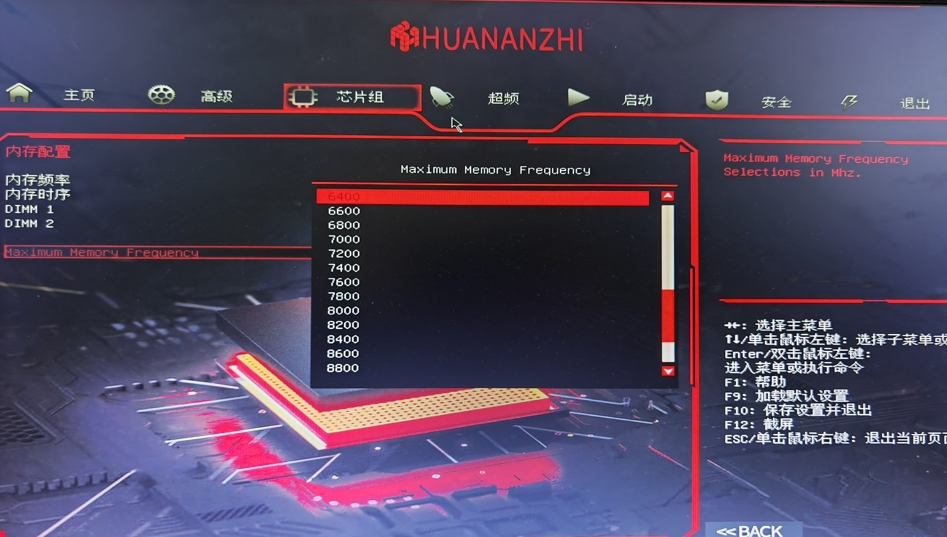 HUANANZHI
主页
高级
芯片组
超频
启动
安全
退出
内存配置
内存频率
内存时序
DIMM 1
DIMM 2
Maximum Memory Frequency
Maximum Memory Frequency
6400
6600
6800
7000
7200
7400
7600
7800
8000
8200
8400
8600
8800
Maximum Memory Frequency
Selections in Mhz.
→←: 选择主菜单
↑↓/单击鼠标左键: 选择子菜单或
Enter/双击鼠标左键:
进入菜单或执行命令
F1: 帮助
F9: 加载默认设置
F10: 保存设置并退出
F12: 截屏
ESC/单击鼠标右键: 退出当前页面
<<BACK